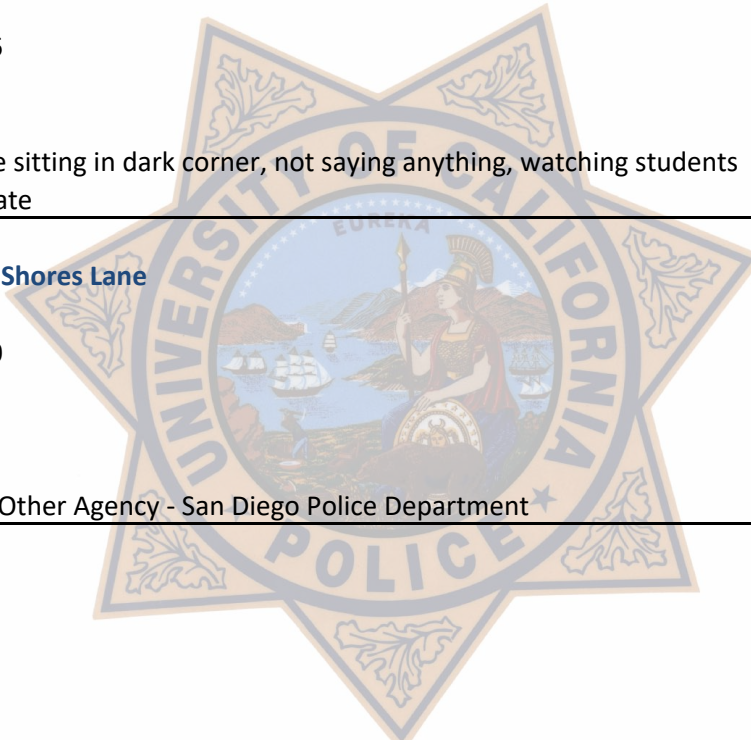 e sitting in dark corner, not saying anything, watching students
ate
UNIVERSITY OF CALIFORNIA
EUREKA
Shores Lane
Other Agency - San Diego Police Department
POLICE